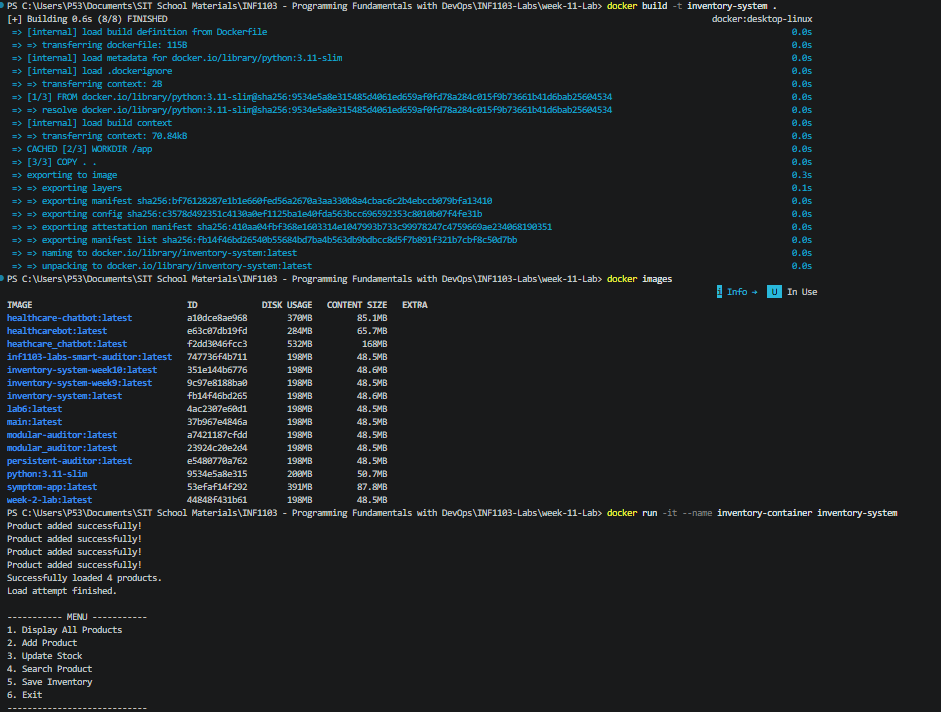 PS C:\Users\P53\Documents\SIT School Materials\INF1103 - Programming Fundamentals with DevOps\INF1103-Labs\week-11-Lab> docker build -t inventory-system .
[+] Building 0.6s (8/8) FINISHED docker:desktop-linux
=> [internal] load build definition from Dockerfile 0.0s
=> => transferring dockerfile: 115B 0.0s
=> [internal] load metadata for docker.io/library/python:3.11-slim 0.0s
=> [internal] load .dockerignore 0.0s
=> => transferring context: 2B 0.0s
=> [1/3] FROM docker.io/library/python:3.11-slim@sha256:9534e5a8e315485d4061ed659af0fd78a284c015f9b73661b41d6bab25604534 0.0s
=> => resolve docker.io/library/python:3.11-slim@sha256:9534e5a8e315485d4061ed659af0fd78a284c015f9b73661b41d6bab25604534 0.0s
=> [internal] load build context 0.0s
=> => transferring context: 70.84kB 0.0s
=> CACHED [2/3] WORKDIR /app 0.0s
=> [3/3] COPY . . 0.0s
=> exporting to image 0.3s
=> => exporting layers 0.1s
=> => exporting manifest sha256:bf76128287e1b1e660fed56a2670a3aa330b8a4cbac6c2b4ebccb079bfa13410 0.0s
=> => exporting config sha256:c3578d492351c4130a0ef1125ba1e40fda563bcc696592353c8010b07f4fe31b 0.0s
=> => exporting attestation manifest sha256:410aa04fbf368e1603314e1047993b733c99978247c4759669ae234068190351 0.0s
=> => exporting manifest list sha256:fb14f46bd26540b55684bd7ba4b563db9bdbcc8d5f7b891f321b7cbf8c50d7bb 0.0s
=> => naming to docker.io/library/inventory-system:latest 0.0s
=> => unpacking to docker.io/library/inventory-system:latest 0.0s
PS C:\Users\P53\Documents\SIT School Materials\INF1103 - Programming Fundamentals with DevOps\INF1103-Labs\week-11-Lab> docker images
i Info → U In Use
IMAGE ID DISK USAGE CONTENT SIZE EXTRA
healthcare-chatbot:latest a10dce8ae968 370MB 85.1MB
healthcarebot:latest e63c07db19fd 284MB 65.7MB
heathcare_chatbot:latest f2dd3046fcc3 532MB 168MB
inf1103-labs-smart-auditor:latest 747736f4b711 198MB 48.5MB
inventory-system-week10:latest 351e144b6776 198MB 48.6MB
inventory-system-week9:latest 9c97e8188ba0 198MB 48.5MB
inventory-system:latest fb14f46bd265 198MB 48.6MB
lab6:latest 4ac2307e60d1 198MB 48.5MB
main:latest 37b967e4846a 198MB 48.5MB
modular-auditor:latest a7421187cfdd 198MB 48.5MB
modular_auditor:latest 23924c20e2d4 198MB 48.5MB
persistent-auditor:latest e5480770a762 198MB 48.5MB
python:3.11-slim 9534e5a8e315 200MB 50.7MB
symptom-app:latest 53efaf14f292 391MB 87.8MB
week-2-lab:latest 44848f431b61 198MB 48.5MB
PS C:\Users\P53\Documents\SIT School Materials\INF1103 - Programming Fundamentals with DevOps\INF1103-Labs\week-11-Lab> docker run -it --name inventory-container inventory-system
Product added successfully!
Product added successfully!
Product added successfully!
Product added successfully!
Successfully loaded 4 products.
Load attempt finished.
----------- MENU -----------
1. Display All Products
2. Add Product
3. Update Stock
4. Search Product
5. Save Inventory
6. Exit
----------------------------